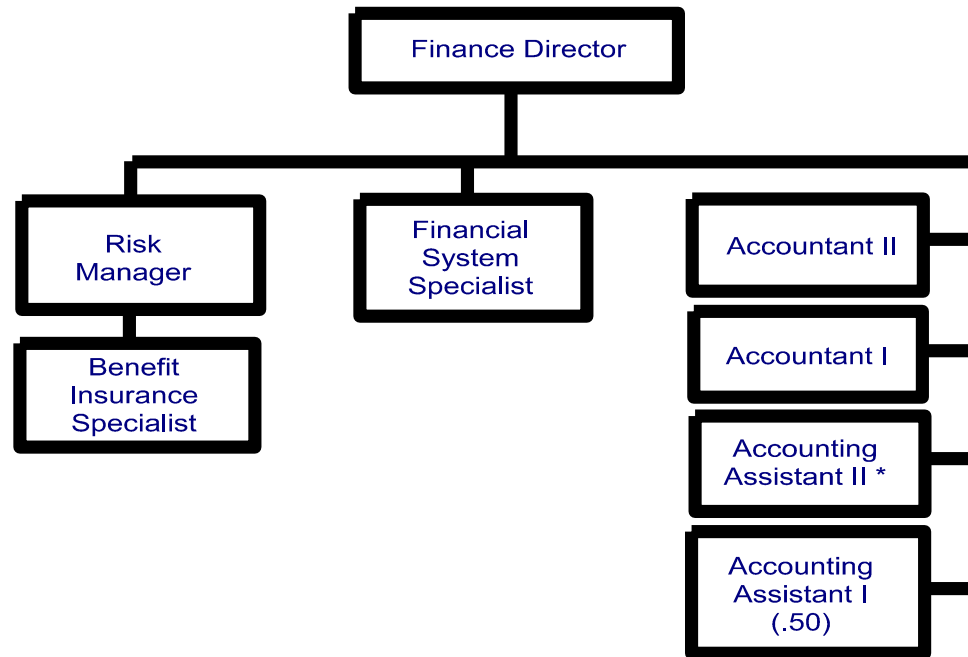 Finance Director
Risk
Manager
Financial
System
Specialist
Accountant II
Benefit
Insurance
Specialist
Accountant I
Accounting
Assistant II *
Accounting
Assistant I
(.50)